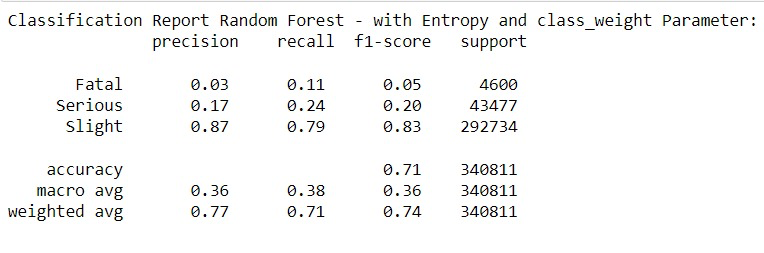 Classification Report Random Forest - with Entropy and class_weight Parameter:
precision recall f1-score support
Fatal 0.03 0.11 0.05 4600
Serious 0.17 0.24 0.20 43477
Slight 0.87 0.79 0.83 292734
accuracy 0.71 340811
macro avg 0.36 0.38 0.36 340811
weighted avg 0.77 0.71 0.74 340811